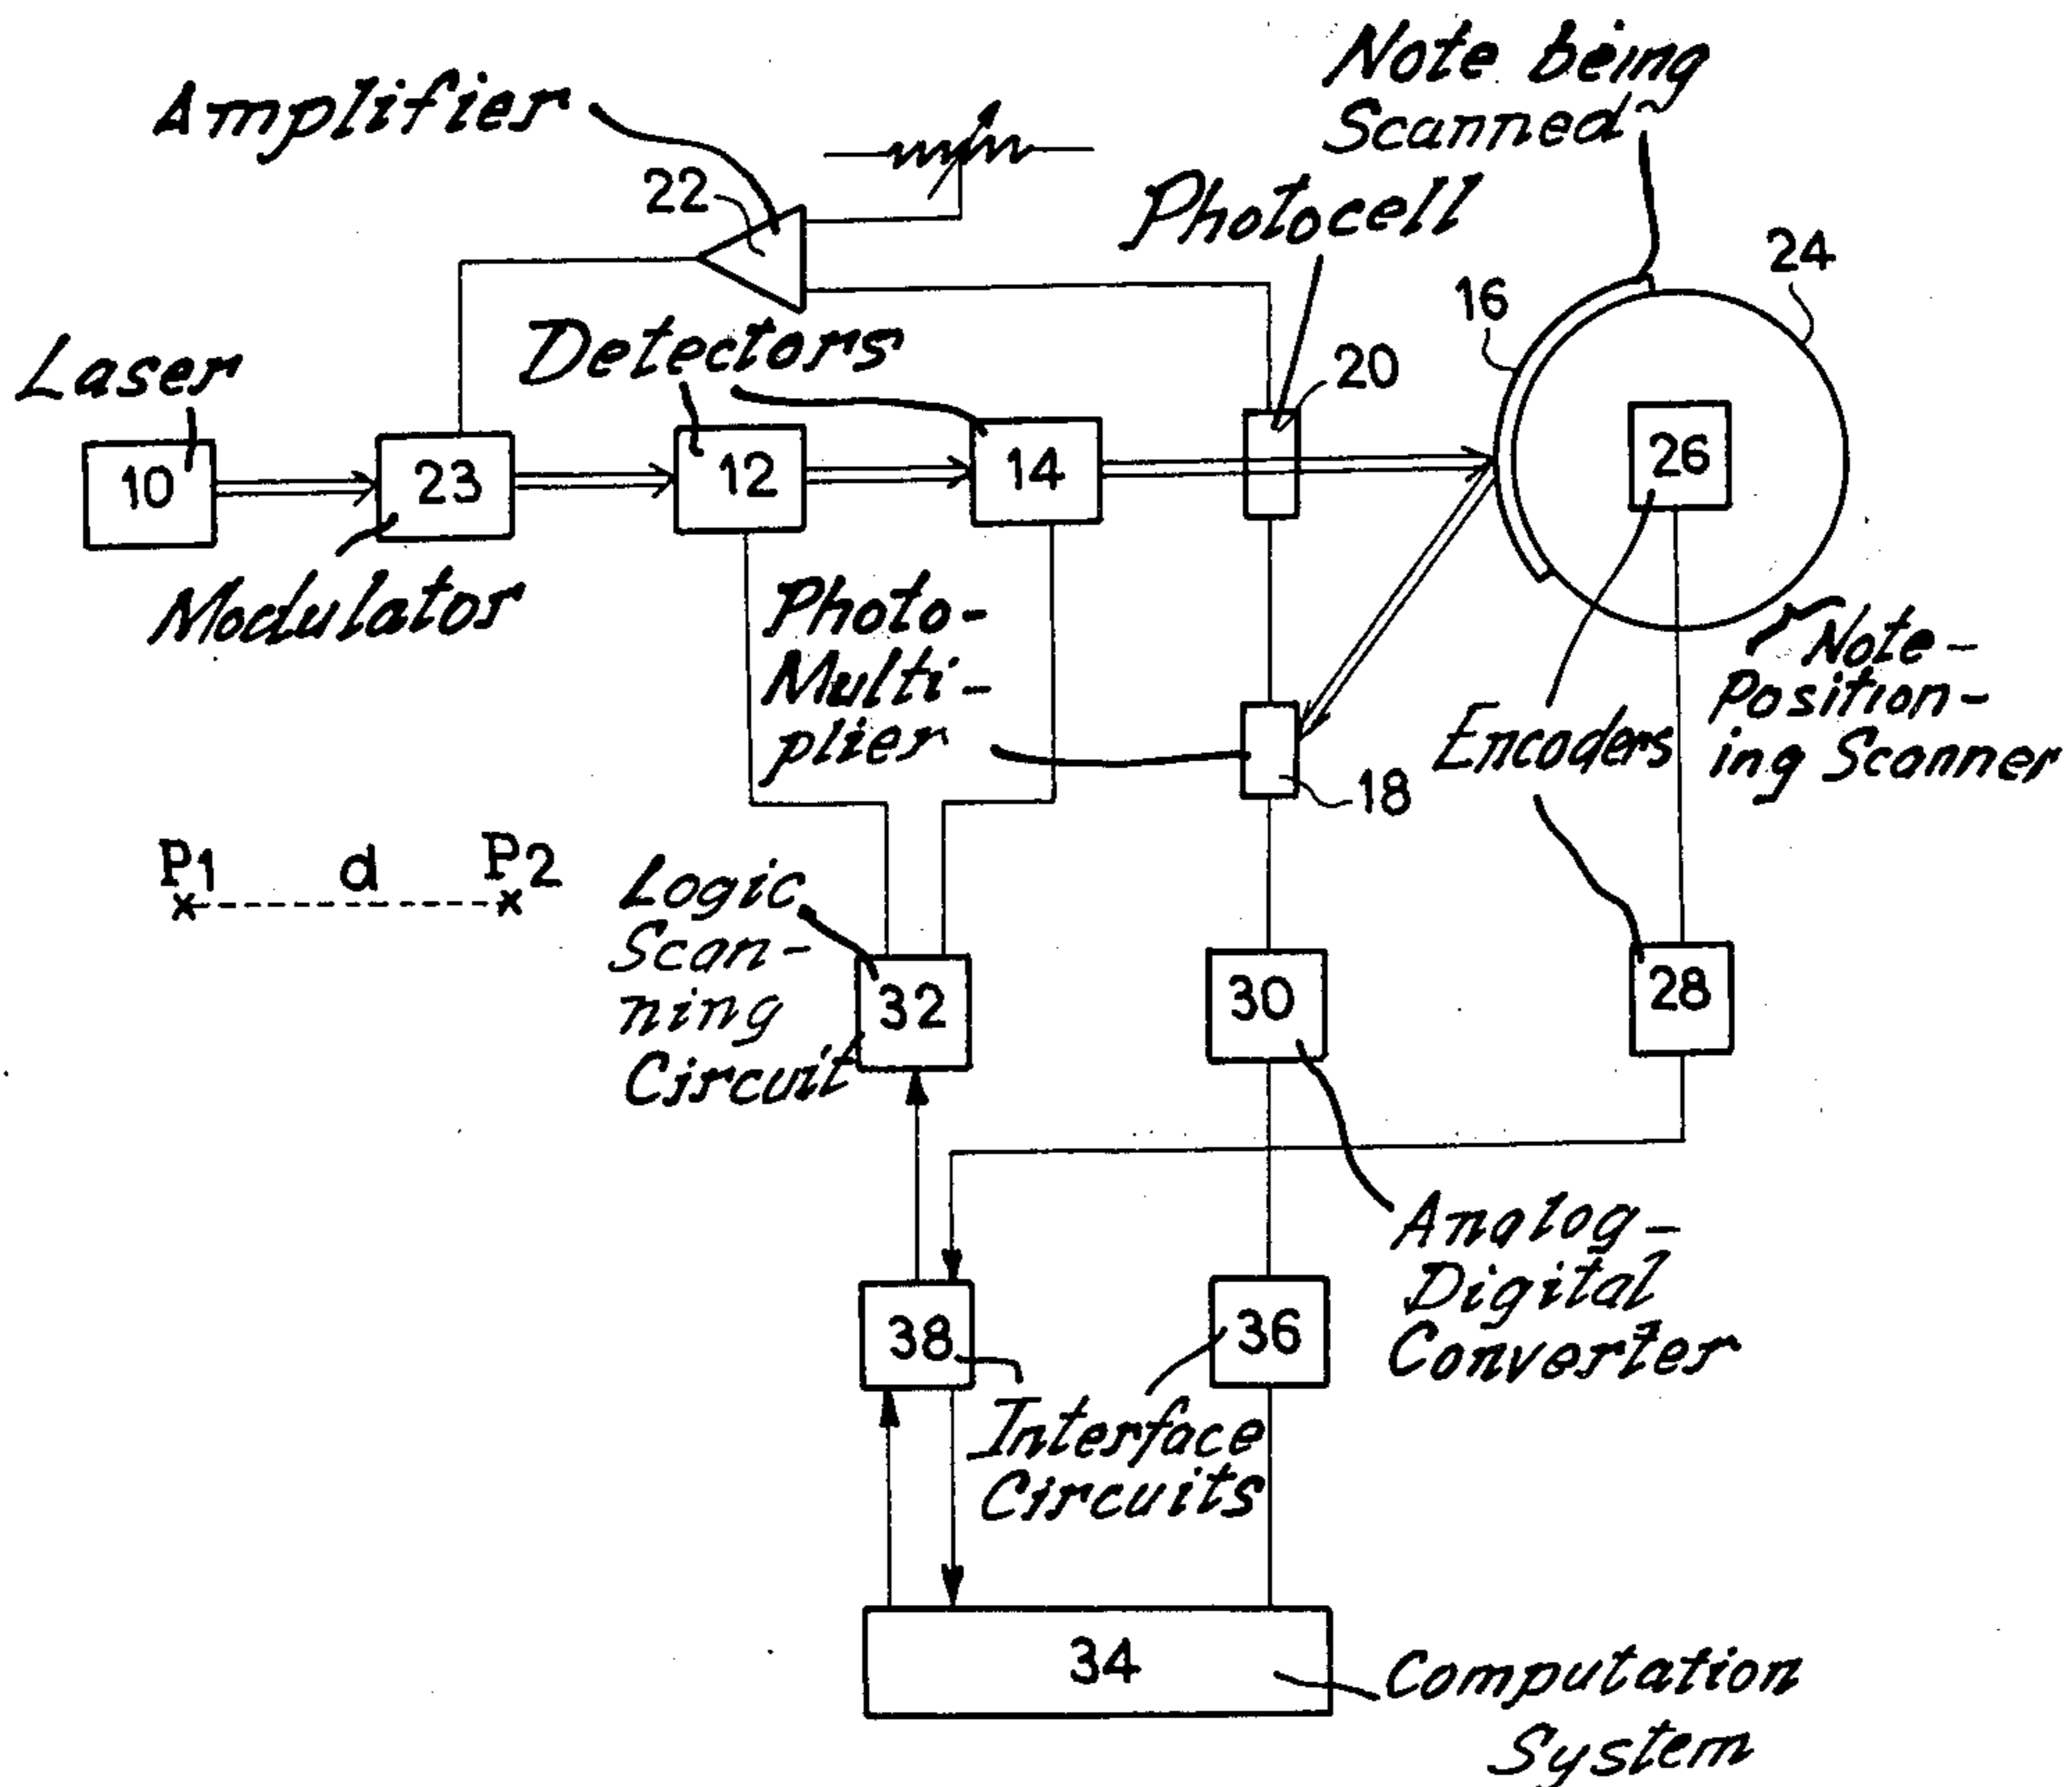 Note being
Scanned
Amplifier
22
Photocell
24
16
Laser
Detectors
20
10
23
12
14
26
Modulator
Photo-
Multi-
plier
Note-
Position-
ing Scanner
Encoders
18
P1 d P2
Logic
Scan-
ning
Circuit
32
30
28
Analog-
Digital
Converter
38
36
Interface
Circuits
34
Computation
System